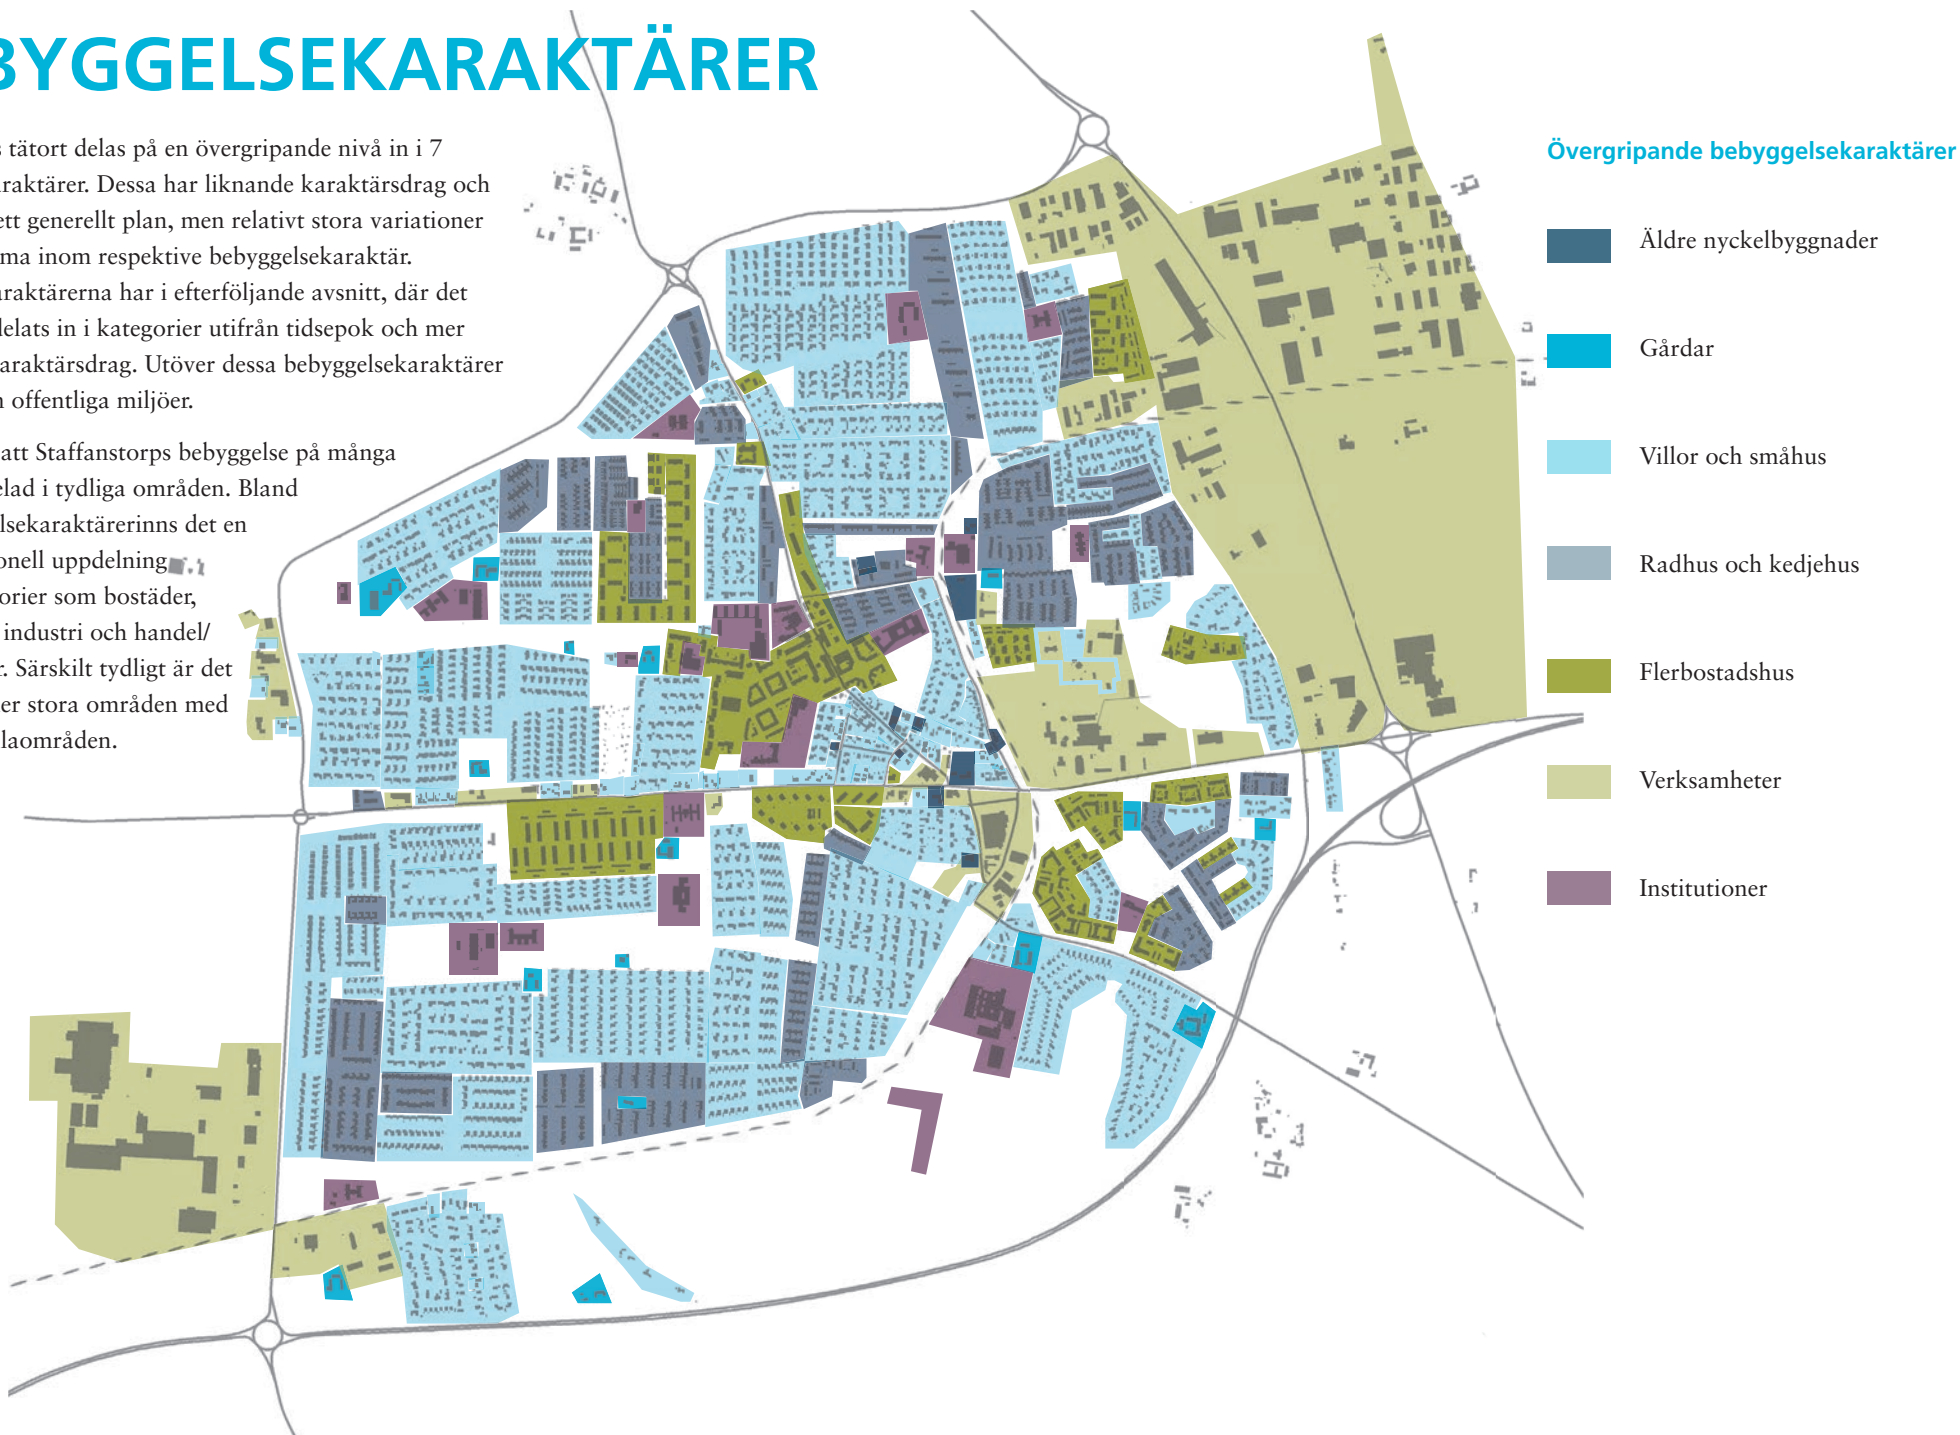 BYGGELSEKARAKTÄRER
s tätort delas på en övergripande nivå in i 7
araktärer. Dessa har liknande karaktärsdrag och
ett generellt plan, men relativt stora variationer
ma inom respektive bebyggelsekaraktär.
araktärerna har i efterföljande avsnitt, där det
delats in i kategorier utifrån tidsepok och mer
karaktärsdrag. Utöver dessa bebyggelsekaraktärer
n offentliga miljöer.
att Staffanstorps bebyggelse på många
elad i tydliga områden. Bland
lsekaraktärerinns det en
onell uppdelning
orier som bostäder,
industri och handel/
r. Särskilt tydligt är det
er stora områden med
laområden.
Övergripande bebyggelsekaraktärer
Äldre nyckelbyggnader
Gårdar
Villor och småhus
Radhus och kedjehus
Flerbostadshus
Verksamheter
Institutioner